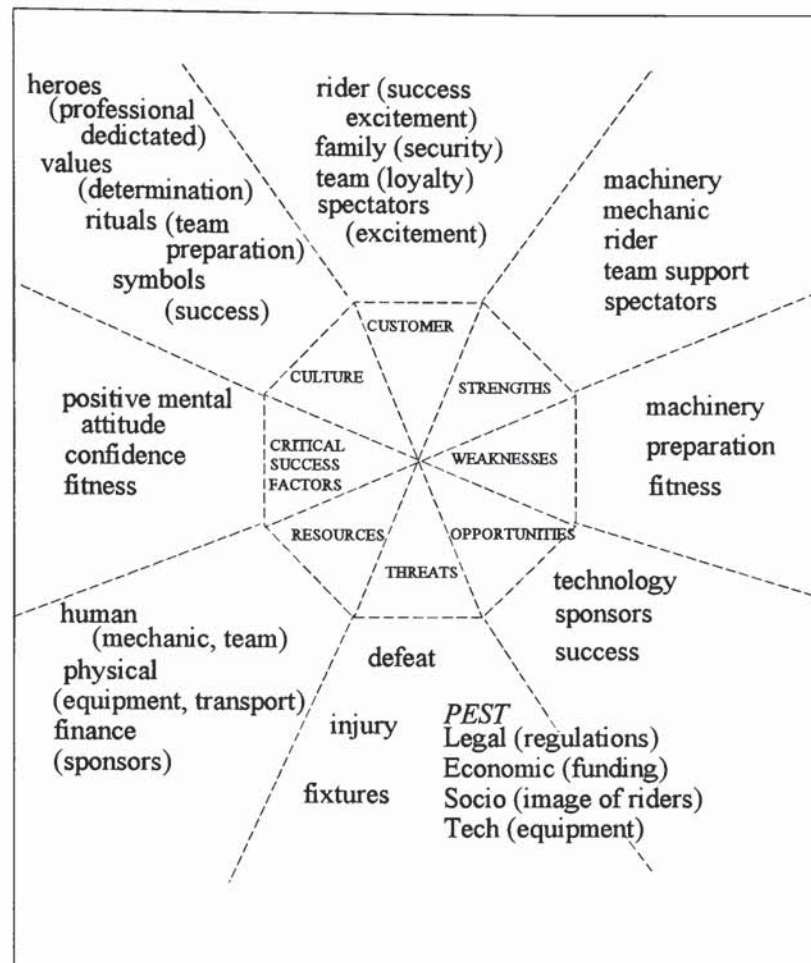 heroes
(professional
dedictated)
values
(determination)
rituals (team
preparation)
symbols
(success)
rider (success
excitement)
family (security)
team (loyalty)
spectators
(excitement)
machinery
mechanic
rider
team support
spectators
CUSTOMER
CULTURE
STRENGTHS
positive mental
attitude
confidence
fitness
CRITICAL
SUCCESS
FACTORS
WEAKNESSES
machinery
preparation
fitness
RESOURCES
OPPORTUNITIES
THREATS
human
(mechanic, team)
physical
(equipment, transport)
finance
(sponsors)
defeat
injury
fixtures
PEST
Legal (regulations)
Economic (funding)
Socio (image of riders)
Tech (equipment)
technology
sponsors
success